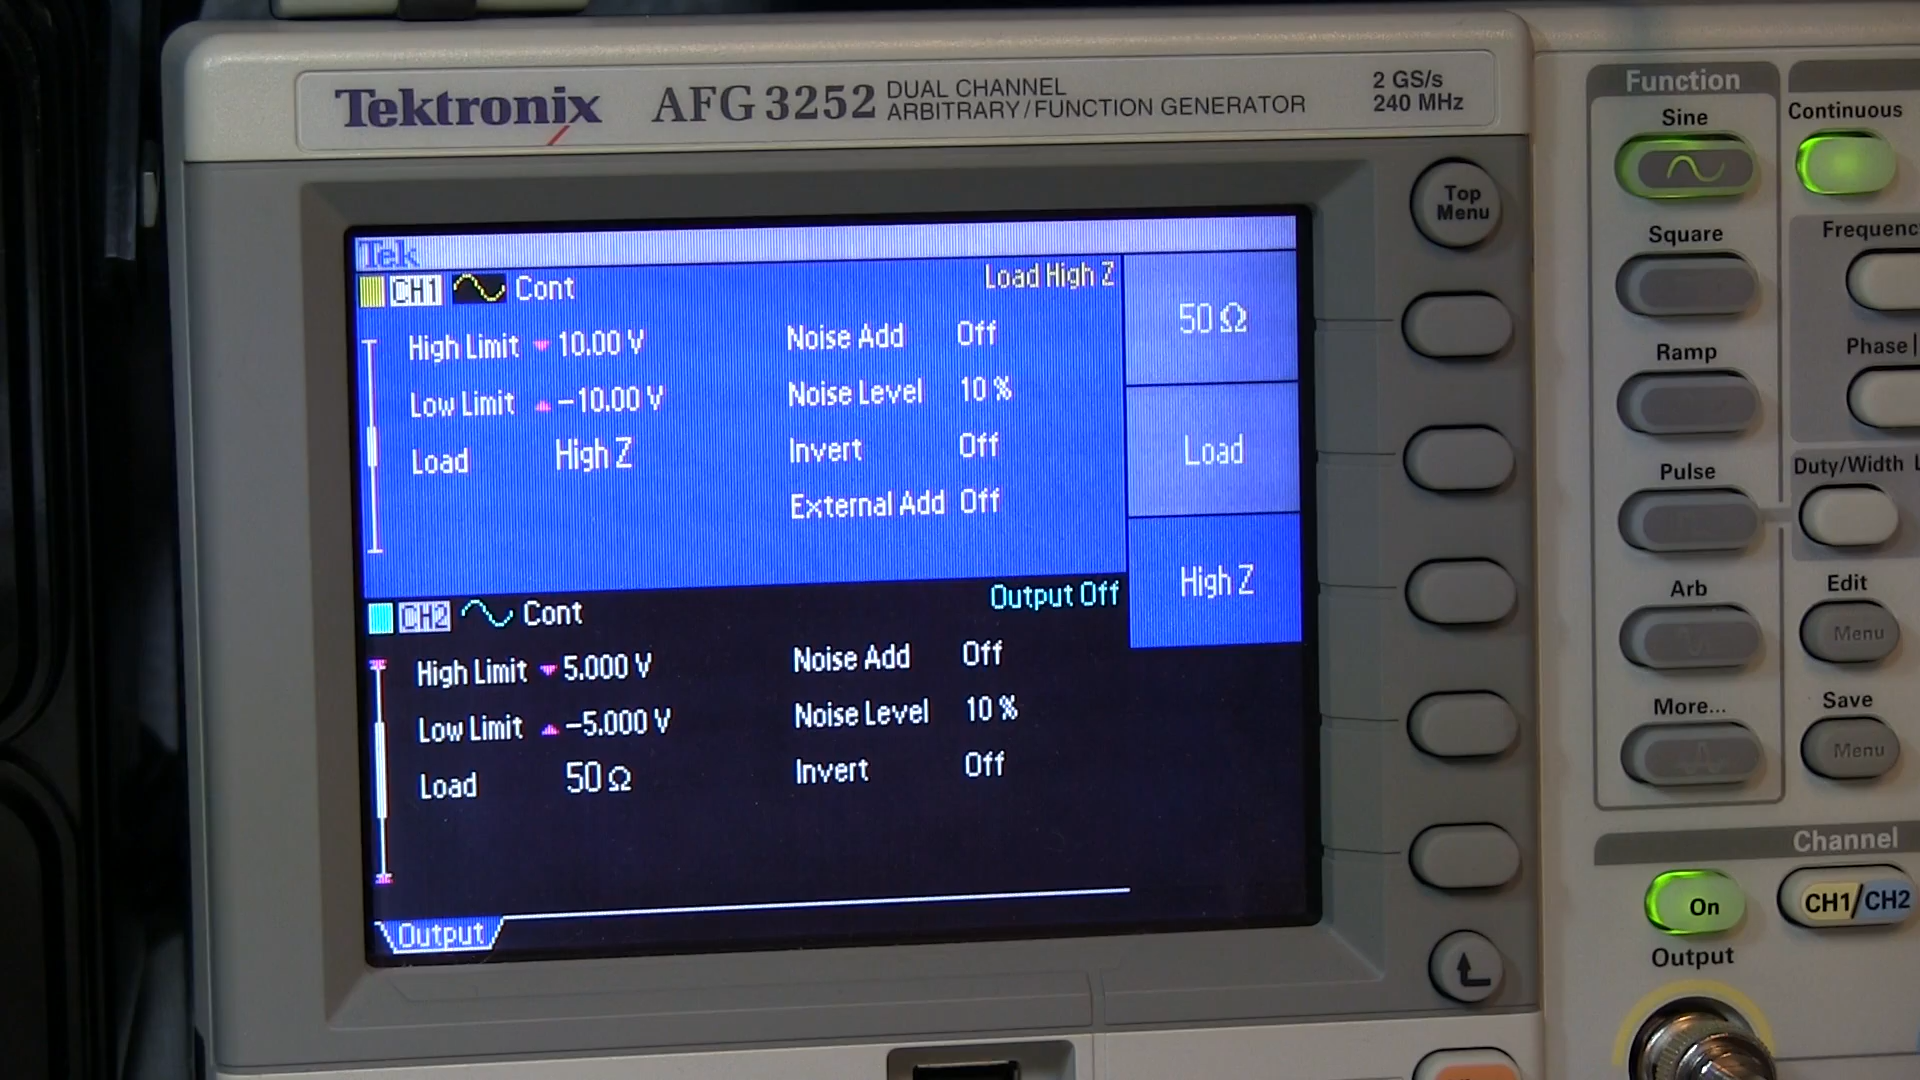 Tektronix AFG 3252 DUAL CHANNEL ARBITRARY/FUNCTION GENERATOR 2 GS/s 240 MHz
Tek
CH1 Cont Load High Z
High Limit 10.00 V Noise Add Off
Low Limit -10.00 V Noise Level 10 %
Load High Z Invert Off
External Add Off
CH2 Cont Output Off
High Limit 5.000 V Noise Add Off
Low Limit -5.000 V Noise Level 10 %
Load 50 Ω Invert Off
Output
50 Ω
Load
High Z
Top Menu
Function
Sine
Square
Ramp
Pulse
Arb
More...
Continuous
Phase
Duty/Width
Edit
Menu
Save
Menu
Channel
On
CH1/CH2
Output